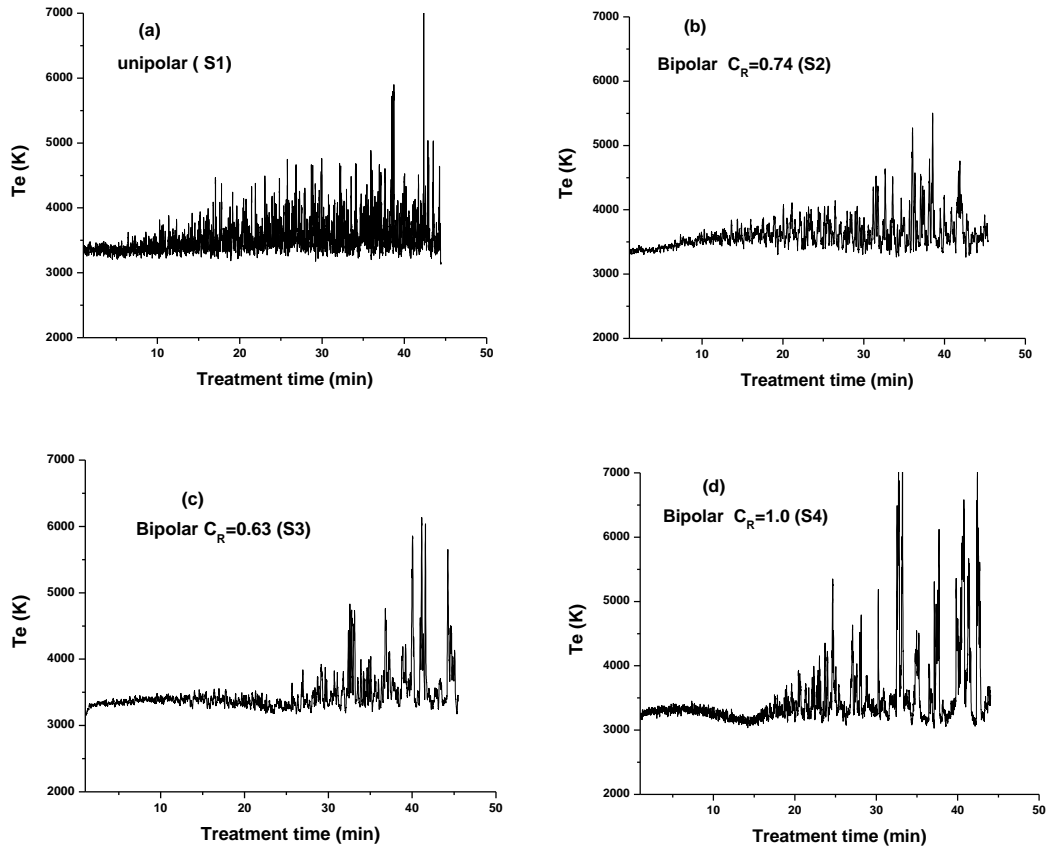 (a)
unipolar ( S1)
7000
6000
5000
4000
3000
2000
Te (K)
10
20
30
40
50
Treatment time (min)
(b)
Bipolar C_R=0.74 (S2)
7000
6000
5000
4000
3000
2000
Te (K)
10
20
30
40
50
Treatment time (min)
(c)
Bipolar C_R=0.63 (S3)
7000
6000
5000
4000
3000
2000
Te (K)
10
20
30
40
50
Treatment time (min)
(d)
Bipolar C_R=1.0 (S4)
7000
6000
5000
4000
3000
2000
Te (K)
10
20
30
40
50
Treatment time (min)